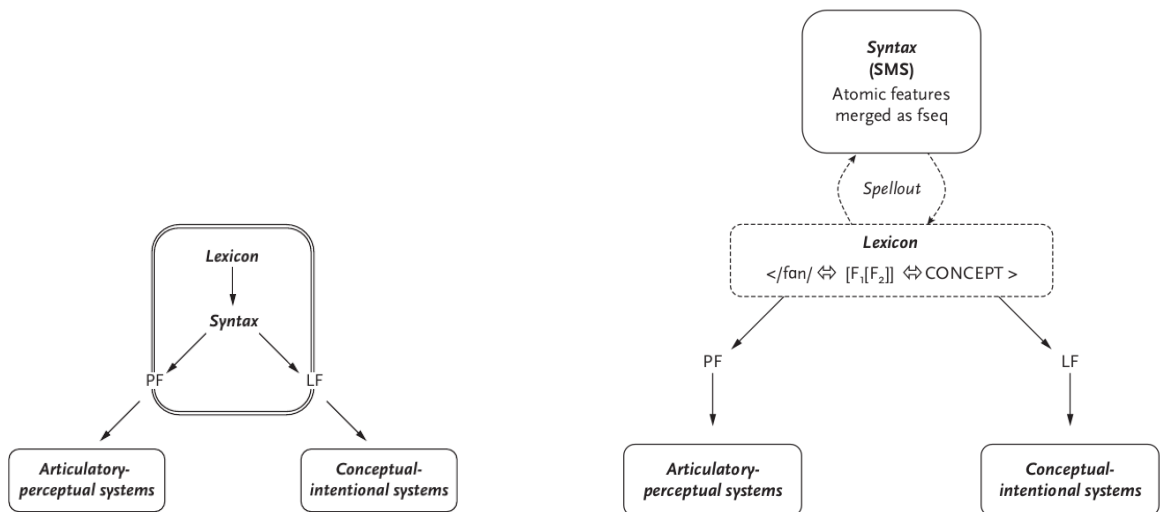 Lexicon
Syntax
PF
LF
Articulatory-
perceptual systems
Conceptual-
intentional systems
Syntax
(SMS)
Atomic features
merged as fseq
Spellout
Lexicon
</fɑn/ ⇔ [F₁[F₂]] ⇔ CONCEPT >
PF
LF
Articulatory-
perceptual systems
Conceptual-
intentional systems